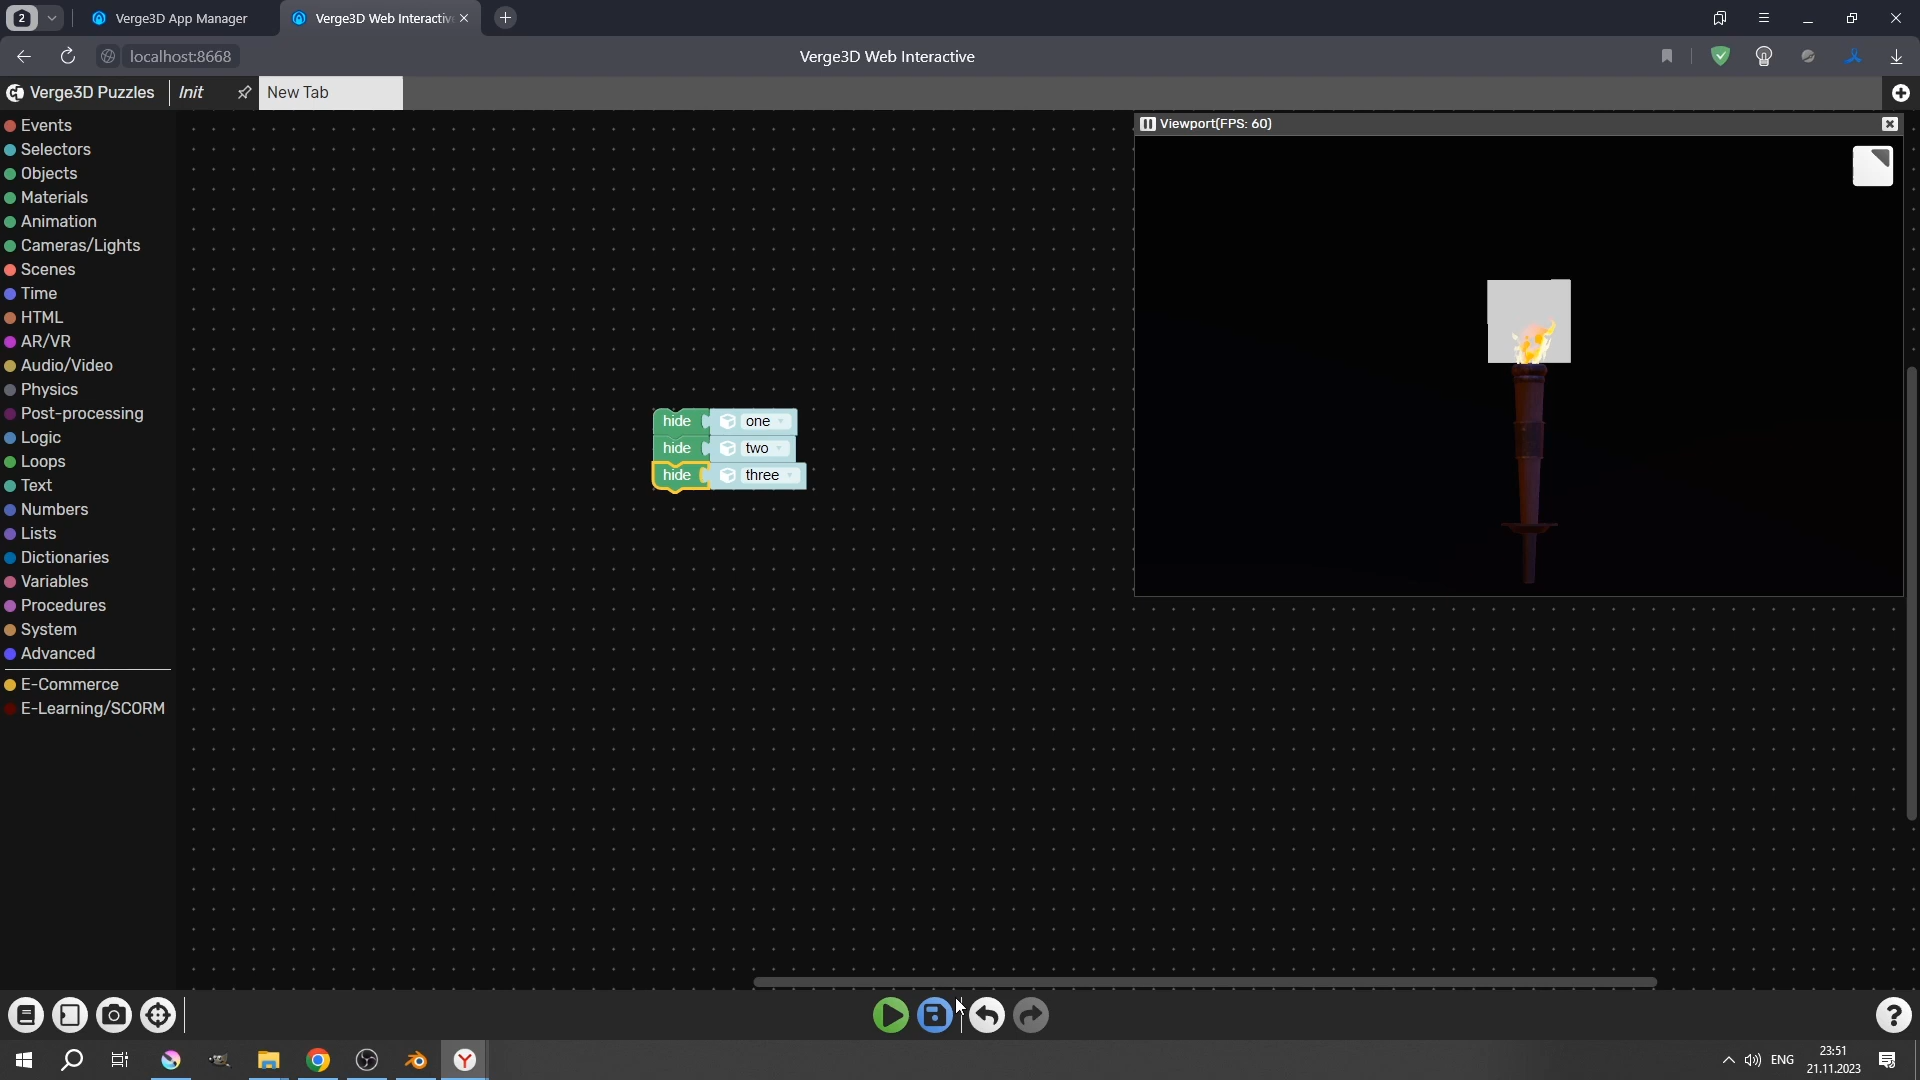 2
Verge3D App Manager
Verge3D Web Interactiv
localhost:8668
Verge3D Web Interactive
Verge3D Puzzles
Init
New Tab
Events
Selectors
Objects
Materials
Animation
Cameras/Lights
Scenes
Time
HTML
AR/VR
Audio/Video
Physics
Post-processing
Logic
Loops
Text
Numbers
Lists
Dictionaries
Variables
Procedures
System
Advanced
E-Commerce
E-Learning/SCORM
hide one
hide two
hide three
Viewport(FPS: 60)
?
ENG
23:51
21.11.2023